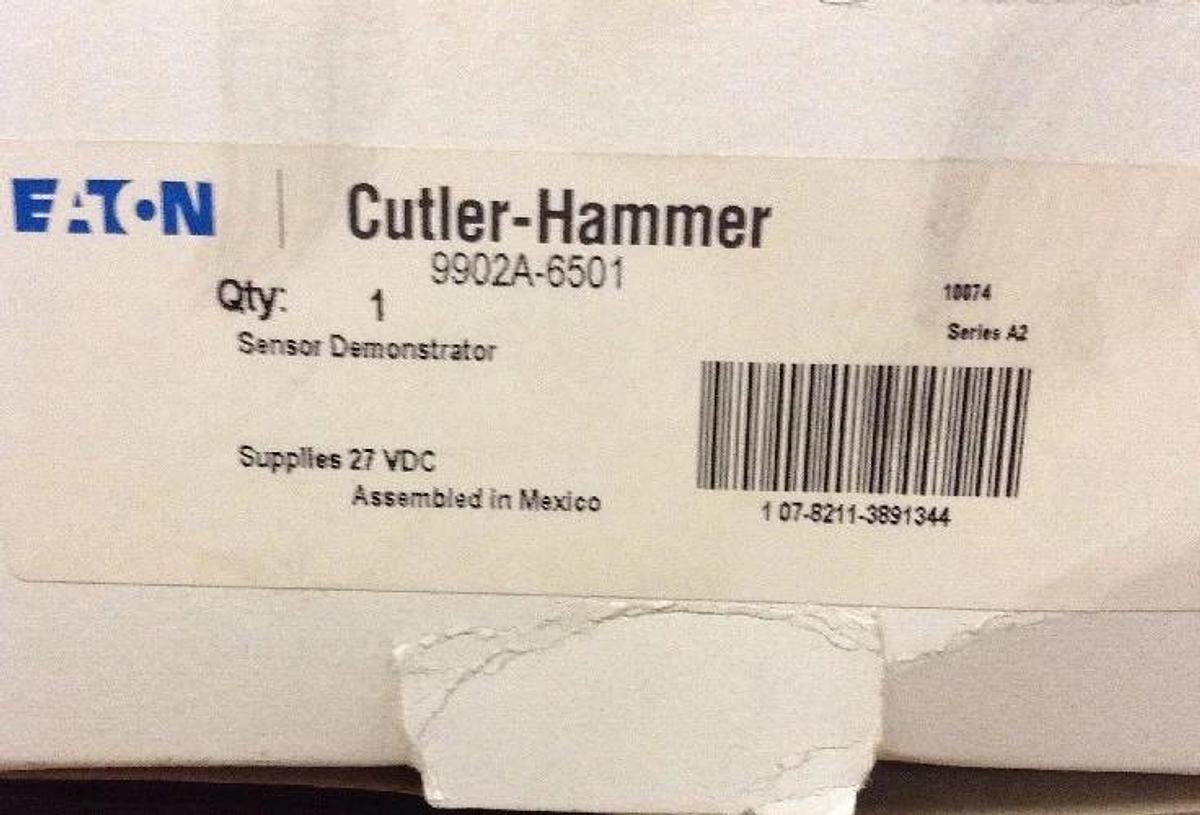 EATON
Cutler-Hammer
9902A-6501
Qty: 1
10074
Series A2
Sensor Demonstrator
Supplies 27 VDC
Assembled in Mexico
1 07-8211-3891344